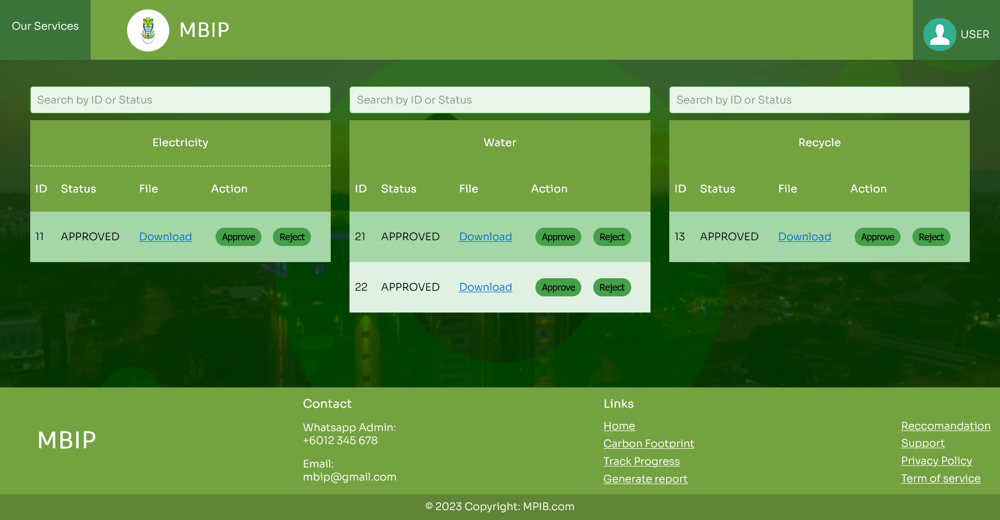 Our Services
MBIP
USER
Search by ID or Status
Search by ID or Status
Search by ID or Status
Electricity
ID Status File Action
11 APPROVED Download Approve Reject
Water
ID Status File Action
21 APPROVED Download Approve Reject
22 APPROVED Download Approve Reject
Recycle
ID Status File Action
13 APPROVED Download Approve Reject
MBIP
Contact
Whatsapp Admin:
+6012 345 678
Email:
mbip@gmail.com
Links
Home
Carbon Footprint
Track Progress
Generate report
Reccomandation
Support
Privacy Policy
Term of service
© 2023 Copyright: MPIB.com